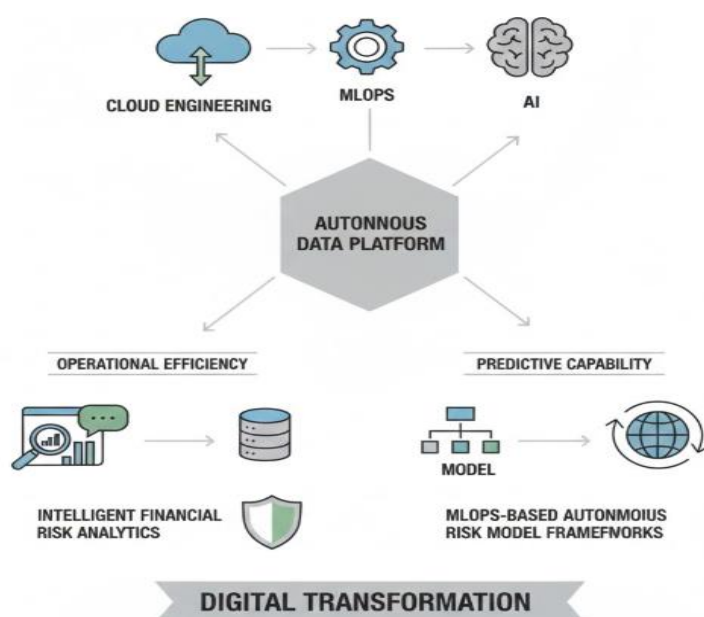 CLOUD ENGINEERING
MLOPS
AI
AUTONNOUS
DATA PLATFORM
OPERATIONAL EFFICIENCY
PREDICTIVE CAPABILITY
MODEL
INTELLIGENT FINANCIAL
RISK ANALYTICS
MLOPS-BASED AUTONMOIUS
RISK MODEL FRAMEFWORKS
DIGITAL TRANSFORMATION